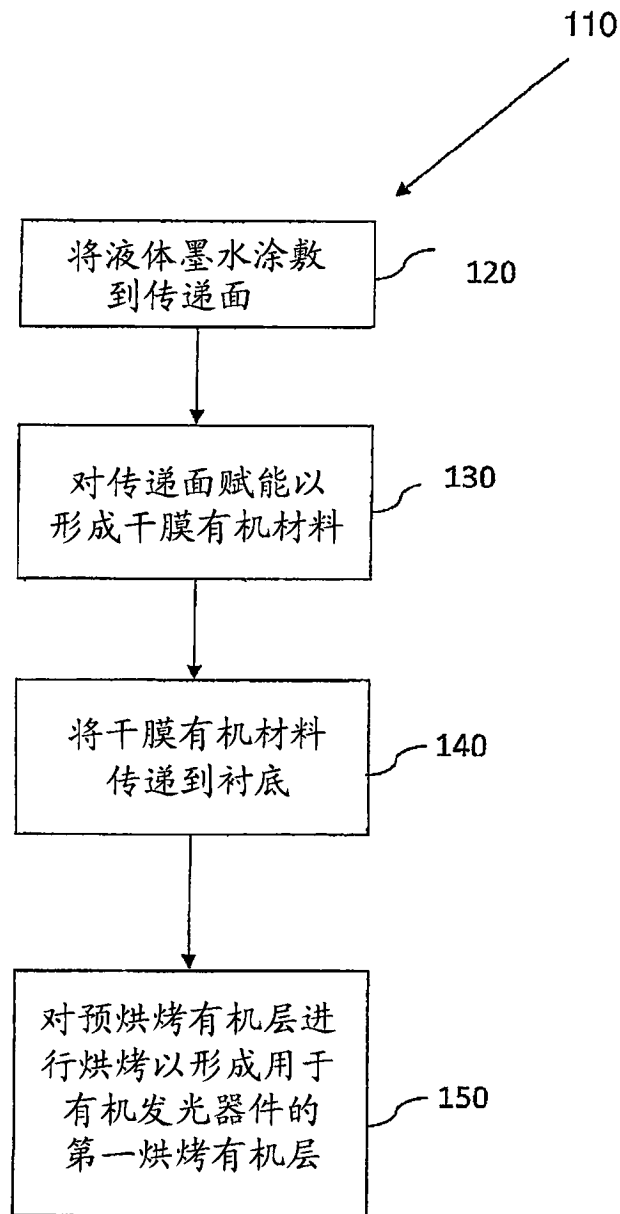 110
将液体墨水涂敷
到传递面
120
对传递面赋能以
形成干膜有机材料
130
将干膜有机材料
传递到衬底
140
对预烘烤有机层进
行烘烤以形成用于
有机发光器件的
第一烘烤有机层
150